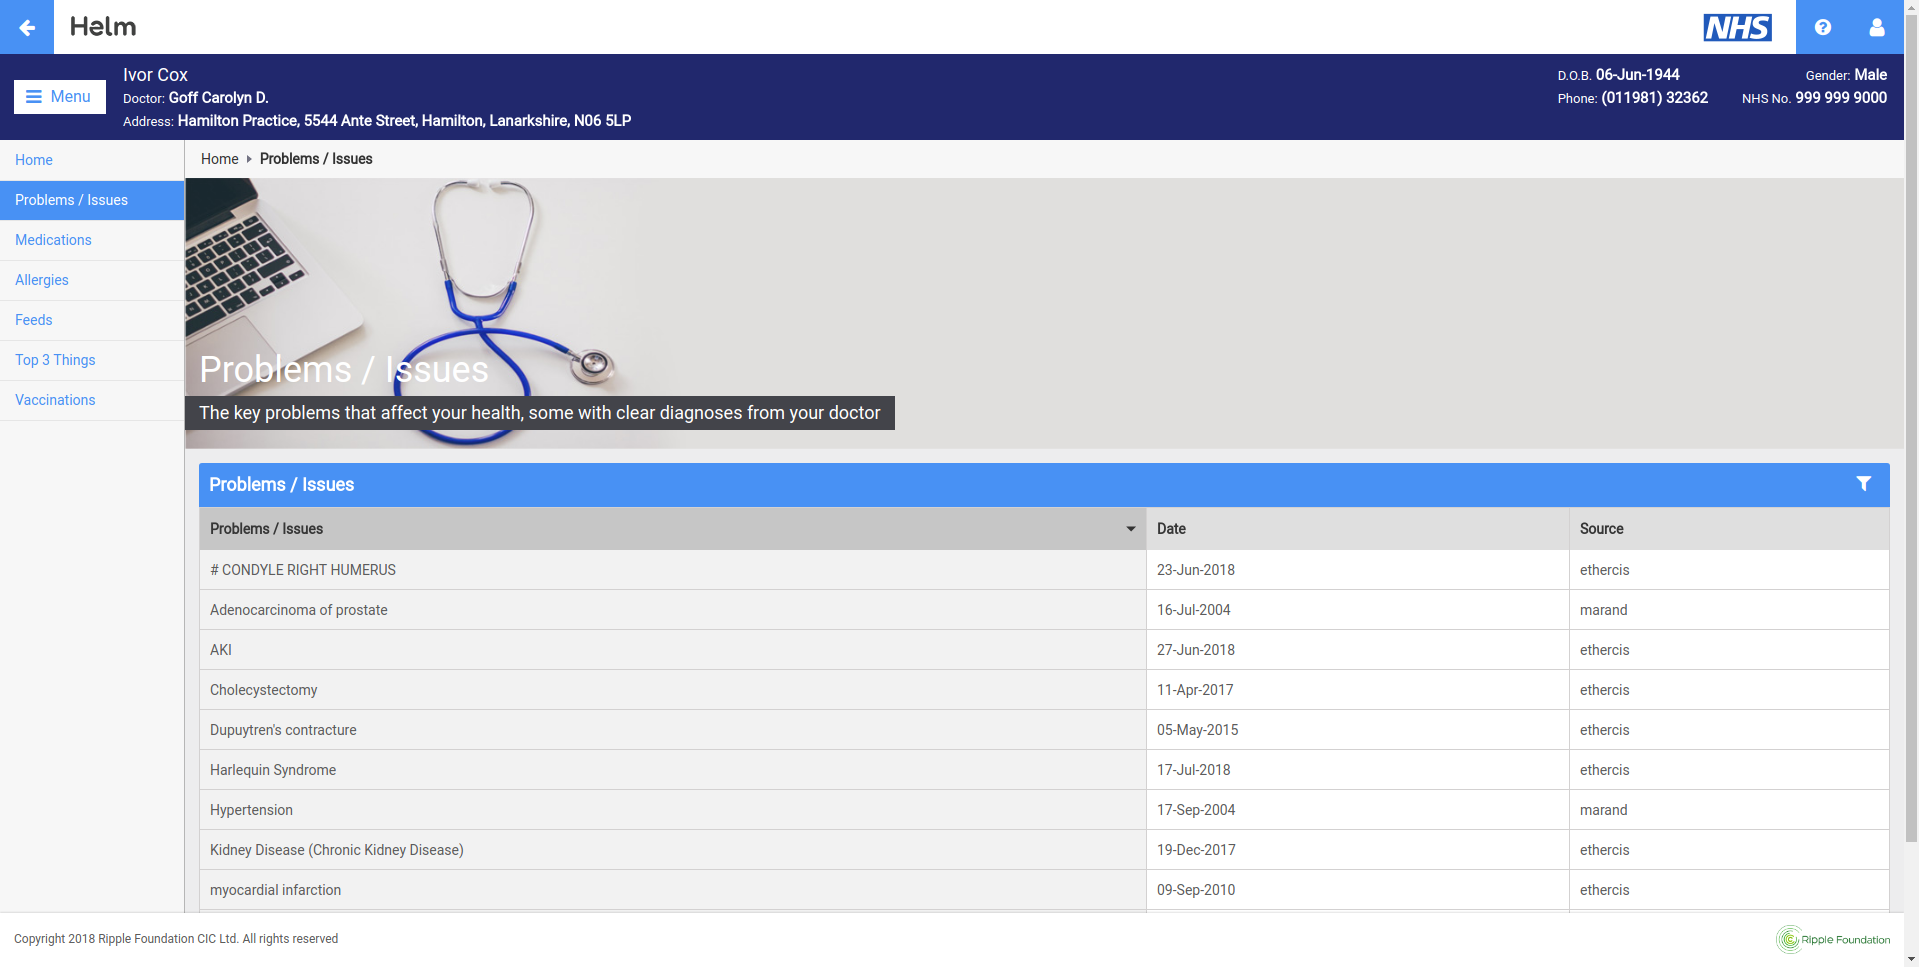 Helm
NHS
Menu
Ivor Cox
Doctor: Goff Carolyn D.
Address: Hamilton Practice, 5544 Ante Street, Hamilton, Lanarkshire, N06 5LP
D.O.B. 06-Jun-1944
Gender: Male
Phone: (011981) 32362
NHS No. 999 999 9000
Home
Problems / Issues
Medications
Allergies
Feeds
Top 3 Things
Vaccinations
Home Problems / Issues
Problems / Issues
The key problems that affect your health, some with clear diagnoses from your doctor
Problems / Issues
Problems / Issues Date Source
# CONDYLE RIGHT HUMERUS 23-Jun-2018 ethercis
Adenocarcinoma of prostate 16-Jul-2004 marand
AKI 27-Jun-2018 ethercis
Cholecystectomy 11-Apr-2017 ethercis
Dupuytren's contracture 05-May-2015 ethercis
Harlequin Syndrome 17-Jul-2018 ethercis
Hypertension 17-Sep-2004 marand
Kidney Disease (Chronic Kidney Disease) 19-Dec-2017 ethercis
myocardial infarction 09-Sep-2010 ethercis
Copyright 2018 Ripple Foundation CIC Ltd. All rights reserved
Ripple Foundation